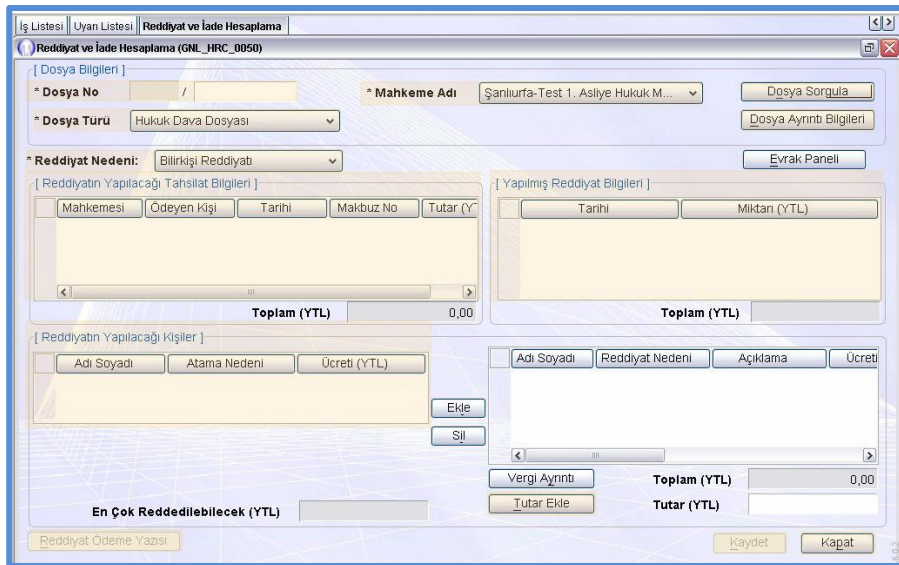 İş Listesi Uyarı Listesi Reddiyat ve İade Hesaplama
Reddiyat ve İade Hesaplama (GNL_HRC_0050)
[ Dosya Bilgileri ]
* Dosya No / * Mahkeme Adı Şanlıurfa-Test 1. Asliye Hukuk M... Dosya Sorgula
* Dosya Türü Hukuk Dava Dosyası Dosya Ayrıntı Bilgileri
* Reddiyat Nedeni: Bilirkişi Reddiyatı Evrak Paneli
[ Reddiyatın Yapılacağı Tahsilat Bilgileri ] [ Yapılmış Reddiyat Bilgileri ]
Mahkemesi Ödeyen Kişi Tarihi Makbuz No Tutar (YT Tarihi Miktarı (YTL)
Toplam (YTL) 0,00 Toplam (YTL)
[ Reddiyatın Yapılacağı Kişiler ]
Adı Soyadı Atama Nedeni Ücreti (YTL) Adı Soyadı Reddiyat Nedeni Açıklama Ücreti
Ekle
Sil
Vergi Ayrıntı Toplam (YTL) 0,00
En Çok Reddedilebilecek (YTL) Tutar Ekle Tutar (YTL)
Reddiyat Ödeme Yazısı Kaydet Kapat